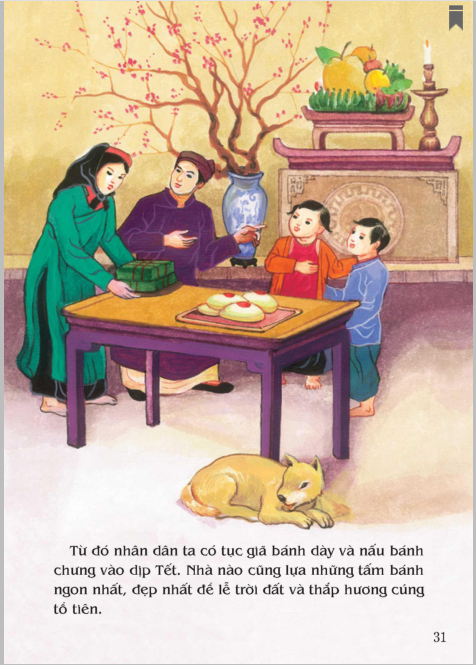 Từ đó nhân dân ta có tục giã bánh dày và nấu bánh
chưng vào dịp Tết. Nhà nào cũng lựa những tấm bánh
ngon nhất, đẹp nhất để lễ trời đất và thắp hương cúng
tổ tiên.
31